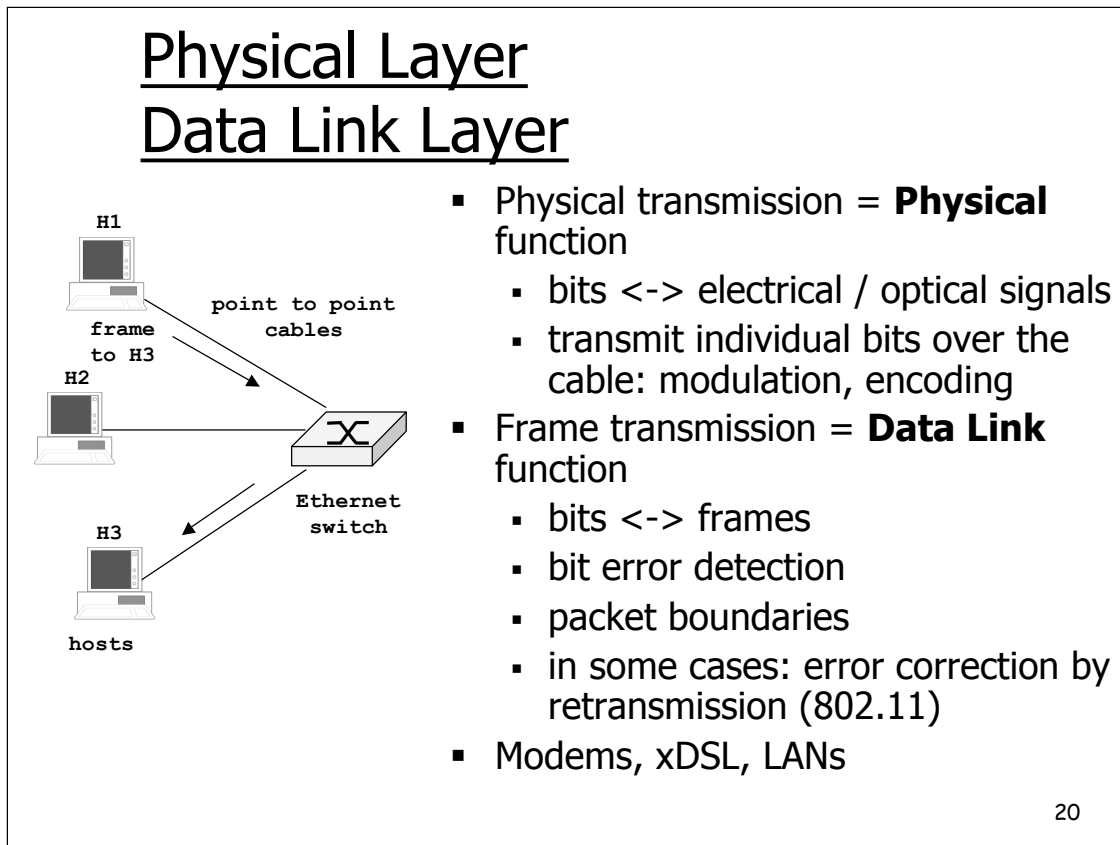 Physical Layer
Data Link Layer
H1
point to point
cables
frame
to H3
H2
Ethernet
switch
H3
hosts
▪ Physical transmission = Physical
function
▪ bits <-> electrical / optical signals
▪ transmit individual bits over the
cable: modulation, encoding
▪ Frame transmission = Data Link
function
▪ bits <-> frames
▪ bit error detection
▪ packet boundaries
▪ in some cases: error correction by
retransmission (802.11)
▪ Modems, xDSL, LANs
20